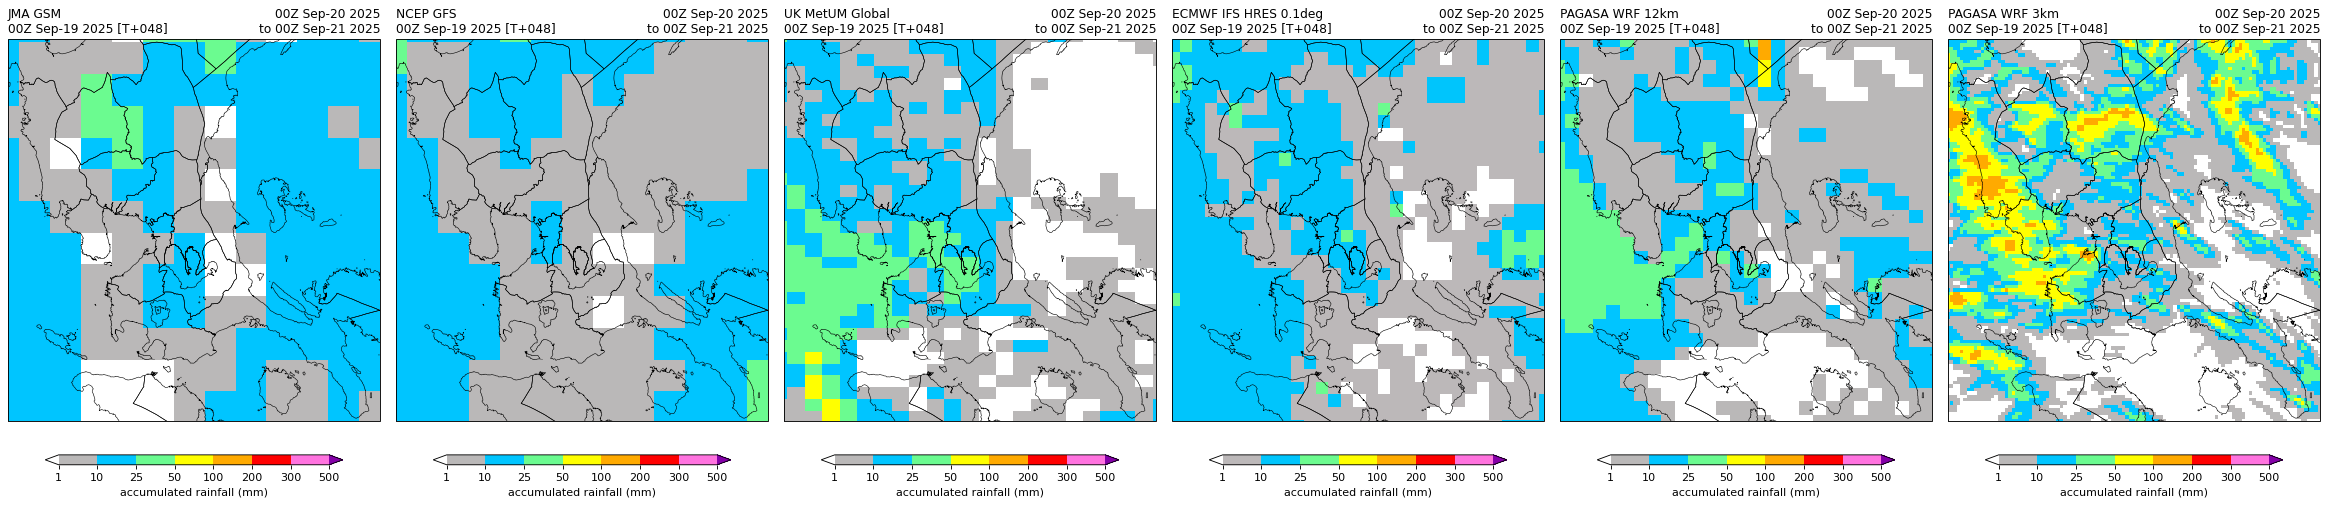 JMA GSM 00Z Sep-20 2025
00Z Sep-19 2025 [T+048] to 00Z Sep-21 2025
1 10 25 50 100 200 300 500
accumulated rainfall (mm)
NCEP GFS 00Z Sep-20 2025
00Z Sep-19 2025 [T+048] to 00Z Sep-21 2025
1 10 25 50 100 200 300 500
accumulated rainfall (mm)
UK MetUM Global 00Z Sep-20 2025
00Z Sep-19 2025 [T+048] to 00Z Sep-21 2025
1 10 25 50 100 200 300 500
accumulated rainfall (mm)
ECMWF IFS HRES 0.1deg 00Z Sep-20 2025
00Z Sep-19 2025 [T+048] to 00Z Sep-21 2025
1 10 25 50 100 200 300 500
accumulated rainfall (mm)
PAGASA WRF 12km 00Z Sep-20 2025
00Z Sep-19 2025 [T+048] to 00Z Sep-21 2025
1 10 25 50 100 200 300 500
accumulated rainfall (mm)
PAGASA WRF 3km 00Z Sep-20 2025
00Z Sep-19 2025 [T+048] to 00Z Sep-21 2025
1 10 25 50 100 200 300 500
accumulated rainfall (mm)